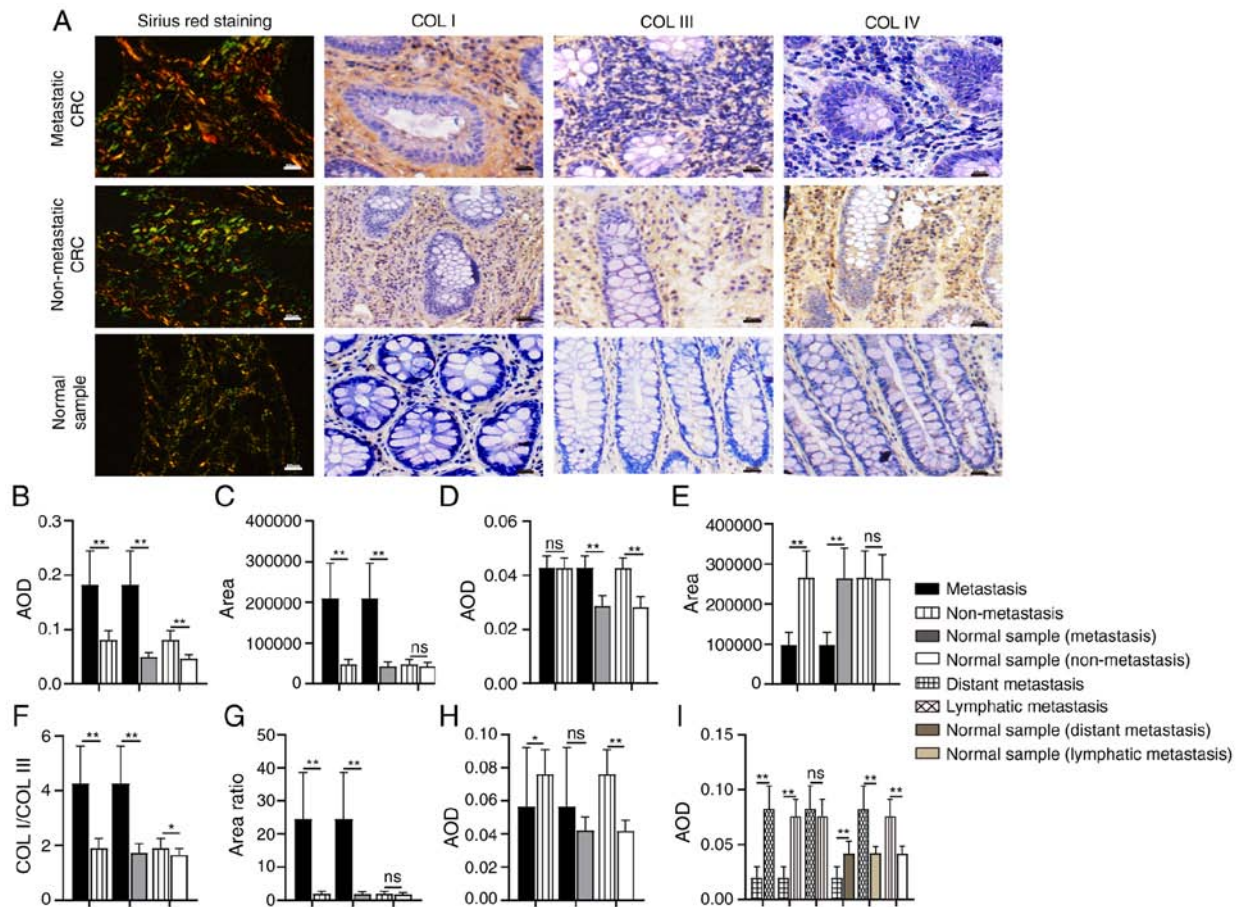 A
Sirius red staining
COL I
COL III
COL IV
Metastatic
CRC
Non-metastatic
CRC
Normal
sample
B
AOD
0.3
0.2
0.1
0.0
**
**
**
C
Area
400000
300000
200000
100000
0
**
**
ns
D
AOD
0.06
0.04
0.02
0.00
ns
**
**
E
Area
400000
300000
200000
100000
0
**
**
ns
Metastasis
Non-metastasis
Normal sample (metastasis)
Normal sample (non-metastasis)
Distant metastasis
Lymphatic metastasis
Normal sample (distant metastasis)
Normal sample (lymphatic metastasis)
F
COL I/COL III
6
4
2
0
**
**
*
G
Area ratio
50
40
30
20
10
0
**
**
ns
H
AOD
0.10
0.08
0.06
0.04
0.02
0.00
*
ns
**
I
AOD
0.15
0.10
0.05
0.00
**
**
ns
**
**
**